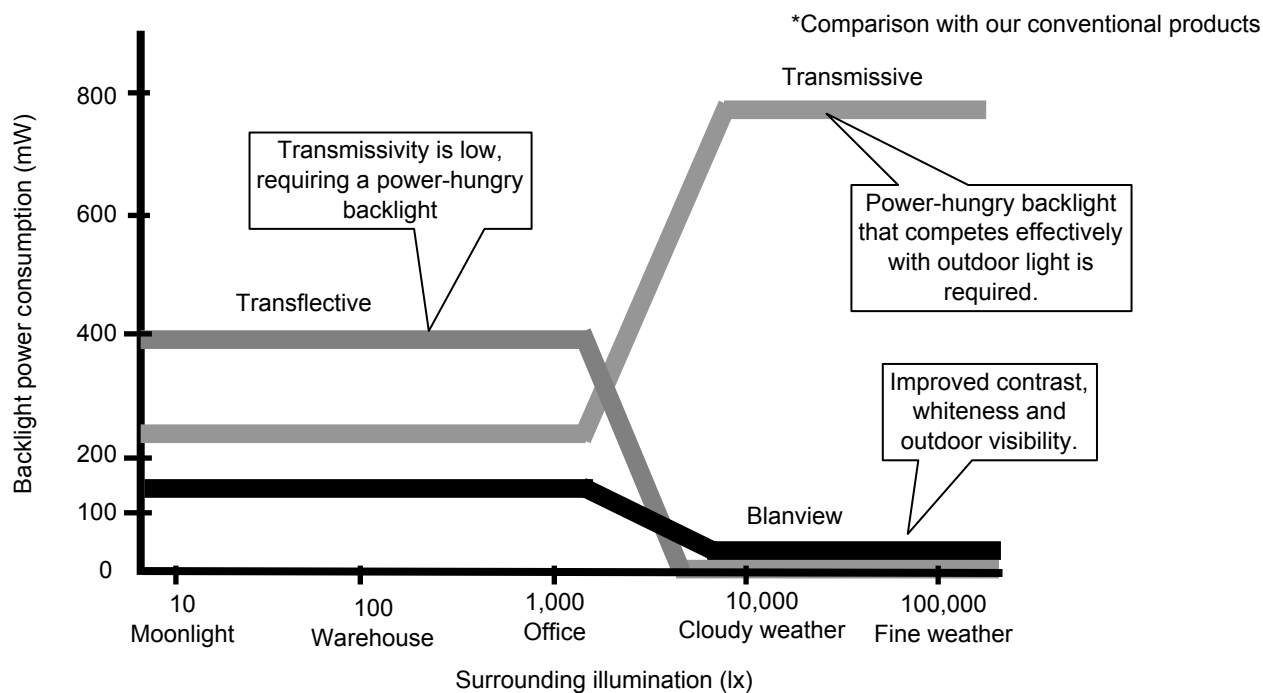 *Comparison with our conventional products
Transmissive
800
Transmissivity is low,
requiring a power-hungry
backlight
Power-hungry backlight
that competes effectively
with outdoor light is
required.
600
Transflective
400
Improved contrast,
whiteness and
outdoor visibility.
200
Blanview
100
0
Backlight power consumption (mW)
10
100
1,000
10,000
100,000
Moonlight
Warehouse
Office
Cloudy weather
Fine weather
Surrounding illumination (lx)